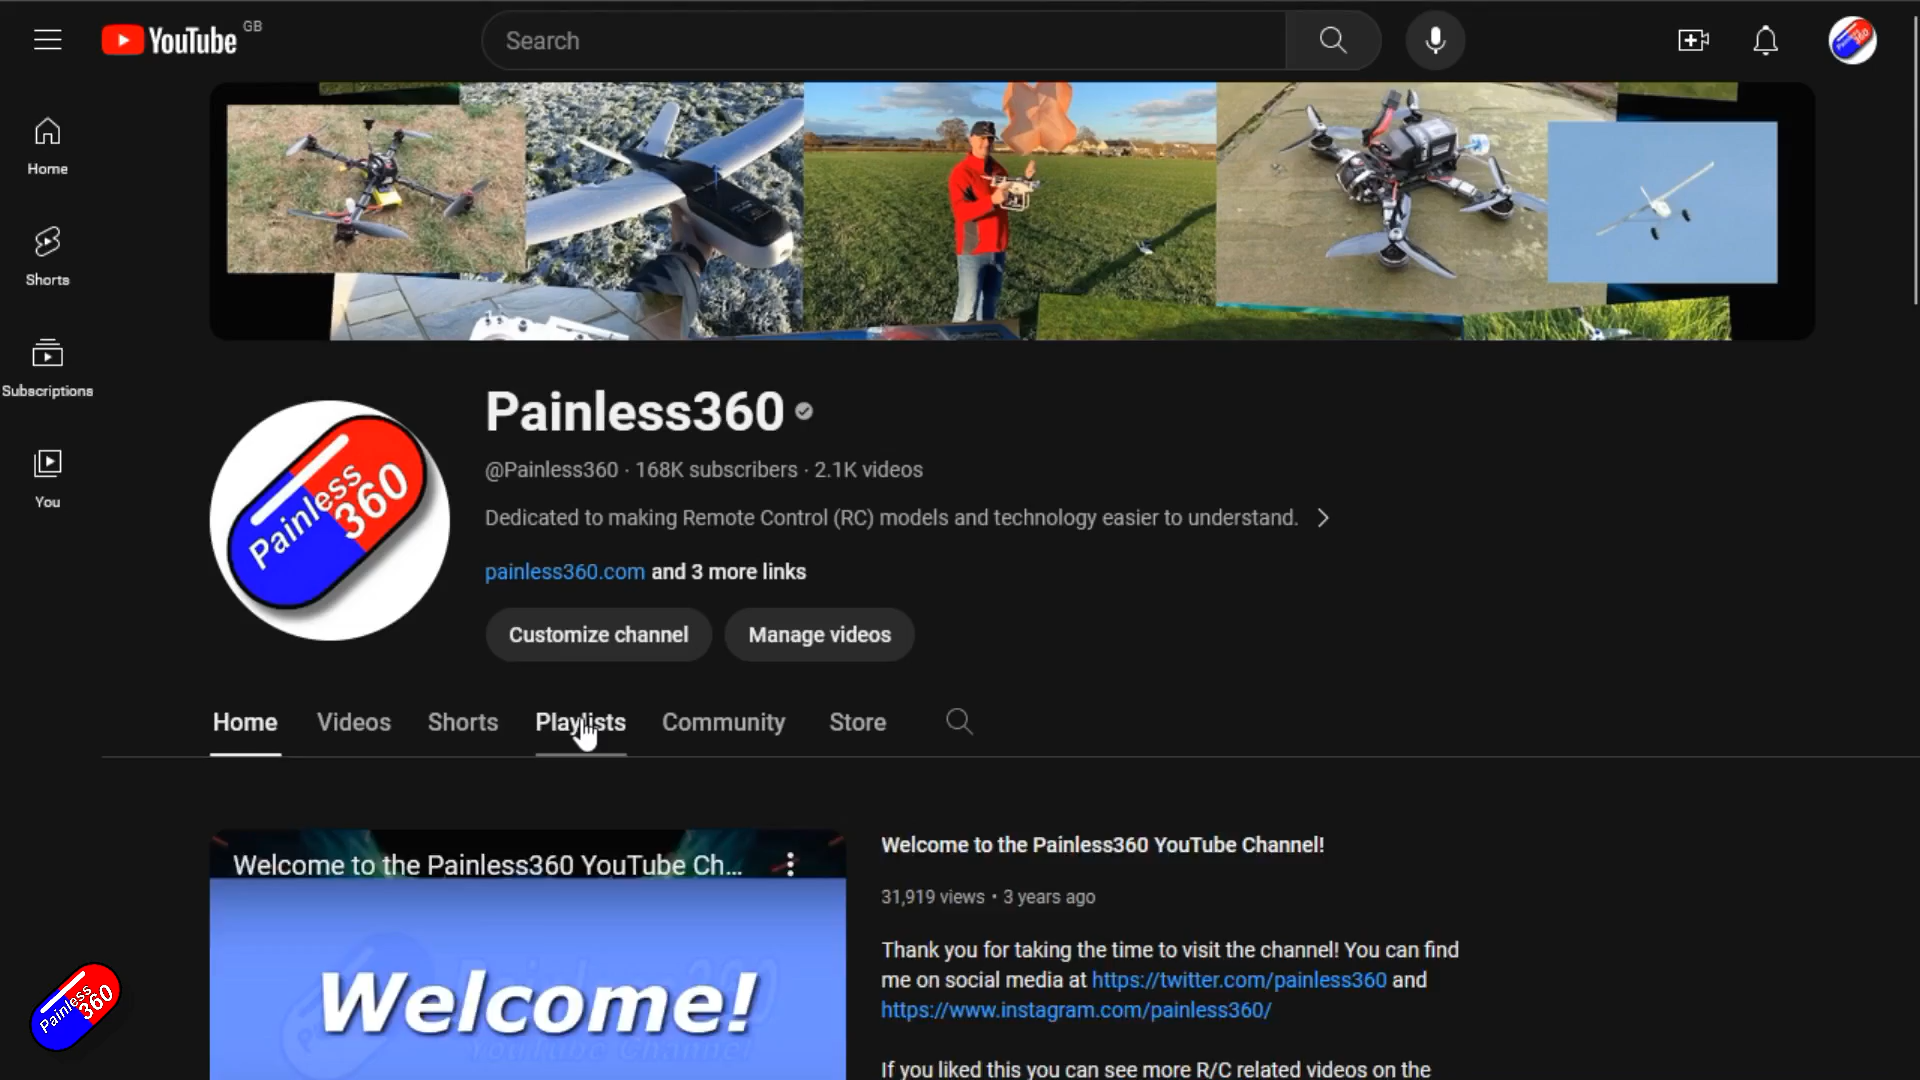 YouTube GB
Search
Home
Shorts
Subscriptions
You
Painless360
@Painless360 · 168K subscribers · 2.1K videos
Dedicated to making Remote Control (RC) models and technology easier to understand.
painless360.com and 3 more links
Customize channel
Manage videos
Painless
360
Home
Videos
Shorts
Playlists
Community
Store
Welcome to the Painless360 YouTube Ch...
Welcome!
YouTube Channel!
Welcome to the Painless360 YouTube Channel!
31,919 views • 3 years ago
Thank you for taking the time to visit the channel! You can find
me on social media at https://twitter.com/painless360 and
https://www.instagram.com/painless360/
If you liked this you can see more R/C related videos on the
Painless
360